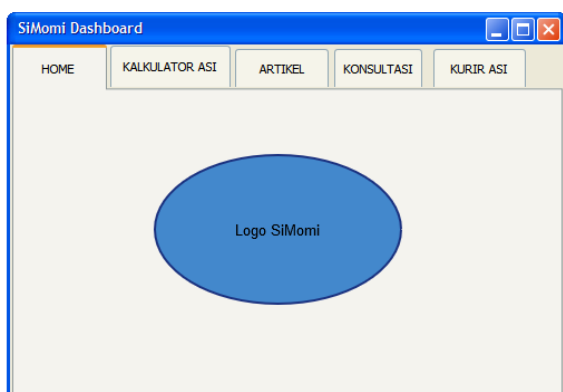 SiMomi Dashboard
HOME KALKULATOR ASI ARTIKEL KONSULTASI KURIR ASI
Logo SiMomi